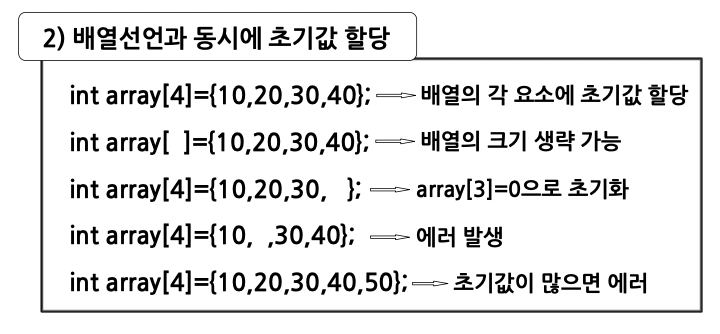 2) 배열선언과 동시에 초기값 할당
int array[4]={10,20,30,40}; ⟹ 배열의 각 요소에 초기값 할당
int array[ ]={10,20,30,40}; ⟹ 배열의 크기 생략 가능
int array[4]={10,20,30, }; ⟹ array[3]=0으로 초기화
int array[4]={10, ,30,40}; ⟹ 에러 발생
int array[4]={10,20,30,40,50}; ⟹ 초기값이 많으면 에러